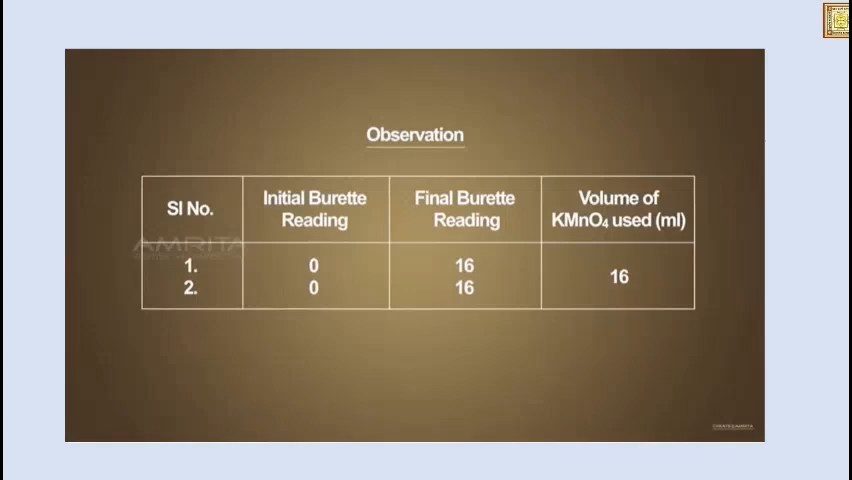 Observation
Sl No.
Initial Burette
Reading
Final Burette
Reading
Volume of
KMnO4 used (ml)
AMRITA
1. 0 16
16
2. 0 16